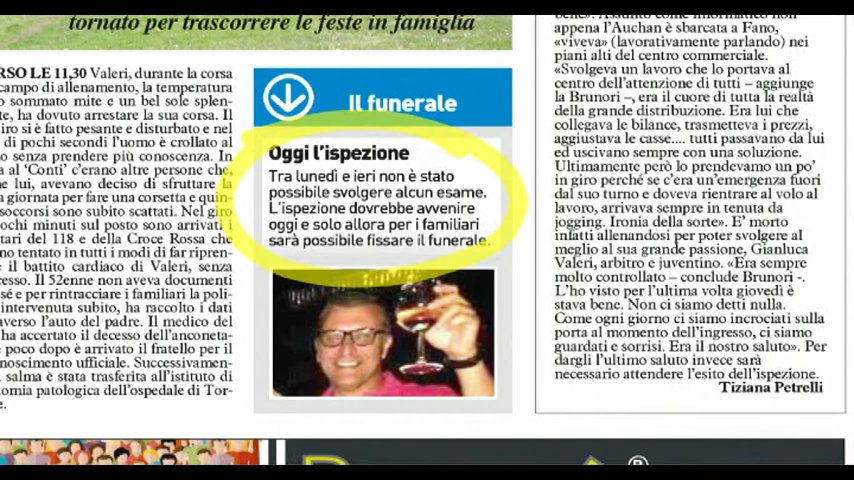 tornato per trascorrere le feste in famiglia
RSO LE 11,30 Valeri, durante la corsa
campo di allenamento, la temperatura
sommato mite e un bel sole splen-
te, ha dovuto arrestare la sua corsa. Il
iro si è fatto pesante e disturbato e nel
di pochi secondi l'uomo è crollato al
o senza prendere più conoscenza. In
a al 'Conti' c'erano altre persone che,
e lui, avevano deciso di sfruttare la
a giornata per fare una corsetta e quin-
soccorsi sono subito scattati. Nel giro
ochi minuti sul posto sono arrivati i
tari del 118 e della Croce Rossa che
no tentato in tutti i modi di far ripren-
e il battito cardiaco di Valeri, senza
cesso. Il 52enne non aveva documenti
sé e per rintracciare i familiari la poli-
intervenuta subito, ha raccolto i dati
averso l'auto del padre. Il medico del
ha accertato il decesso dell'anconeta-
e poco dopo è arrivato il fratello per il
noscimento ufficiale. Successivamen-
salma è stata trasferita all'istituto di
tomia patologica dell'ospedale di Tor-
e.
Il funerale
Oggi l'ispezione
Tra lunedì e ieri non è stato
possibile svolgere alcun esame.
L'ispezione dovrebbe avvenire
oggi e solo allora per i familiari
sarà possibile fissare il funerale.
bene». Assunto come informatico non
appena l'Auchan è sbarcata a Fano,
«viveva» (lavorativamente parlando) nei
piani alti del centro commerciale.
«Svolgeva un lavoro che lo portava al
centro dell'attenzione di tutti – aggiunge
la Brunori –, era il cuore di tutta la realtà
della grande distribuzione. Era lui che
collegava le bilance, trasmetteva i prezzi,
aggiustava le casse.... tutti passavano da lui
ed uscivano sempre con una soluzione.
Ultimamente però lo prendevamo un po'
in giro perché se c'era un'emergenza fuori
dal suo turno e doveva rientrare al volo al
lavoro, arrivava sempre in tenuta da
jogging. Ironia della sorte». E' morto
infatti allenandosi per poter svolgere al
meglio al sua grande passione, Gianluca
Valeri, arbitro e juventino. «Era sempre
molto controllato – conclude Brunori -.
L'ho visto per l'ultima volta giovedì è
stava bene. Non ci siamo detti nulla.
Come ogni giorno ci siamo incrociati sulla
porta al momento dell'ingresso, ci siamo
guardati e sorrisi. Era il nostro saluto». Per
dargli l'ultimo saluto invece sarà
necessario attendere l'esito dell'ispezione.
Tiziana Petrelli